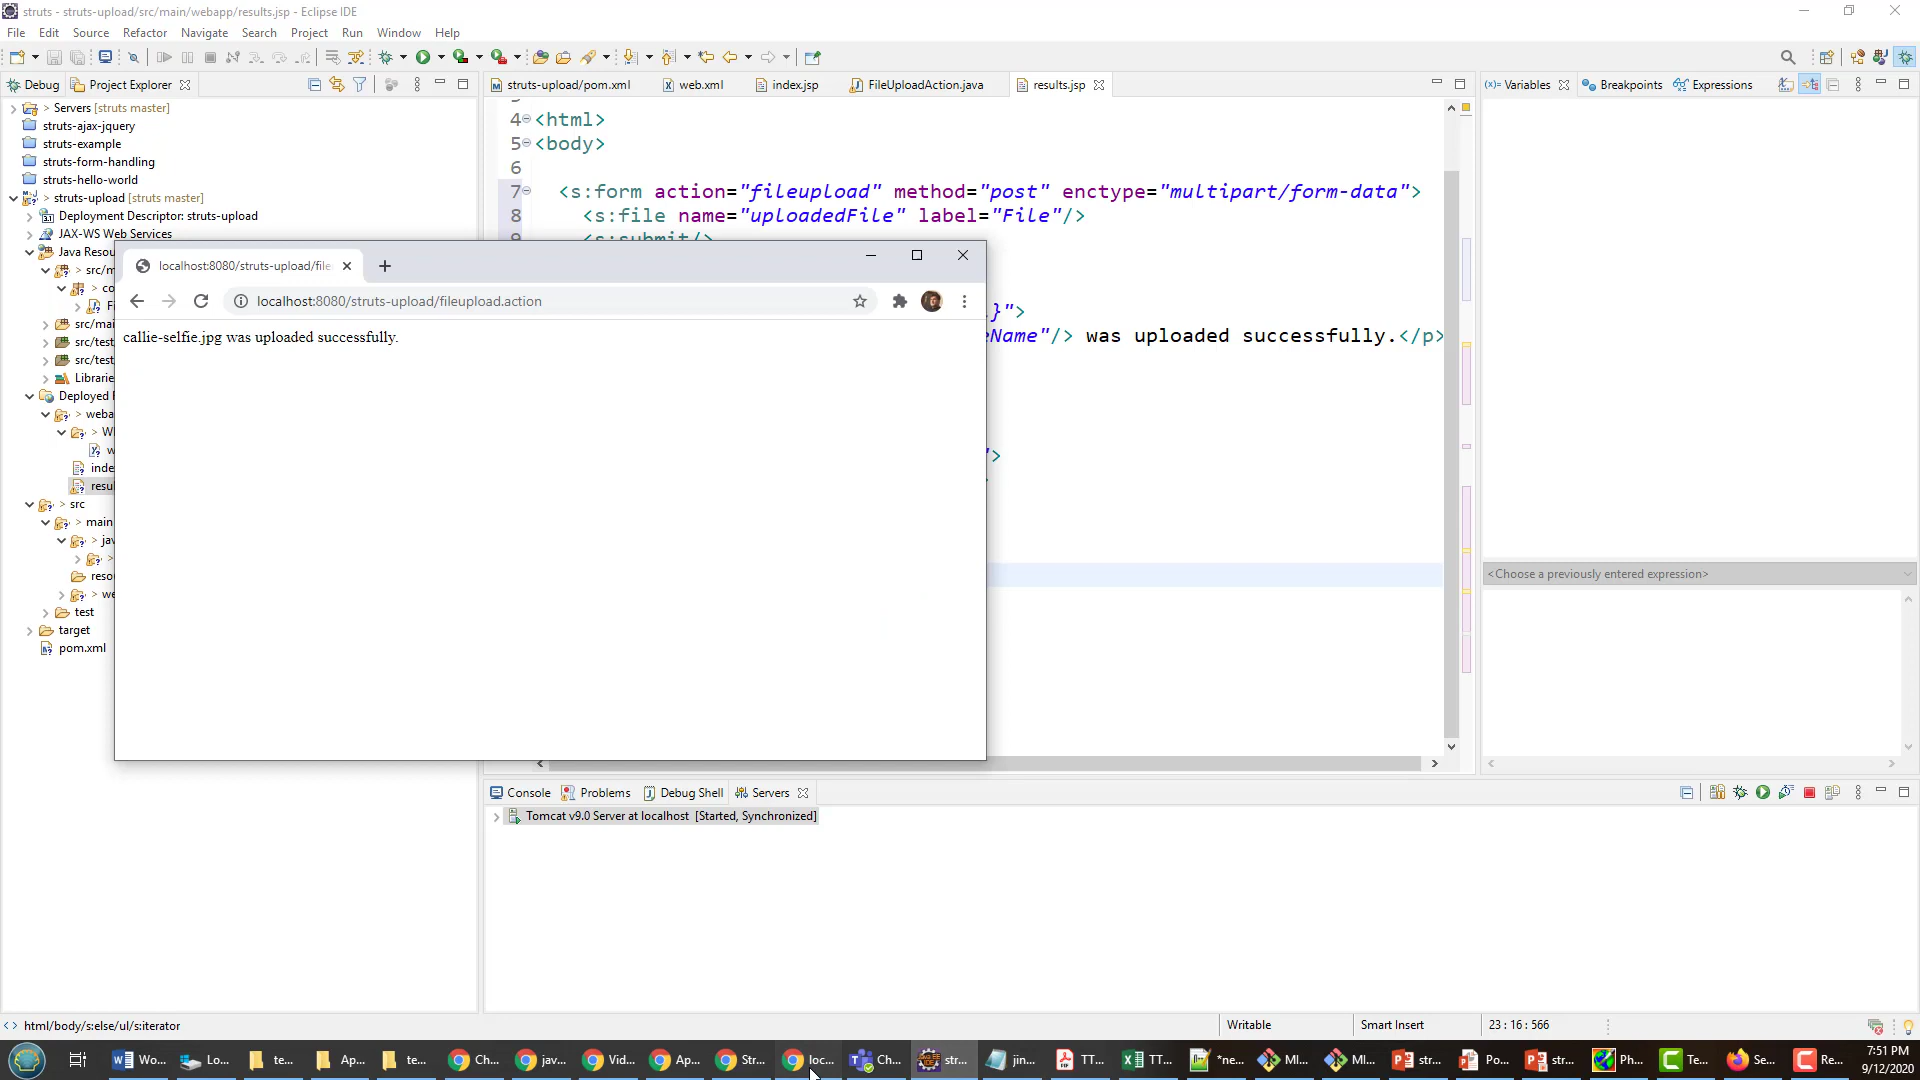 struts - struts-upload/src/main/webapp/results.jsp - Eclipse IDE
File Edit Source Refactor Navigate Search Project Run Window Help
Debug Project Explorer
struts-upload/pom.xml web.xml index.jsp FileUploadAction.java results.jsp
(x)= Variables Breakpoints Expressions
> Servers [struts master]
struts-ajax-jquery
struts-example
struts-form-handling
struts-hello-world
> struts-upload [struts master]
Deployment Descriptor: struts-upload
JAX-WS Web Services
Java Resou
> src/m
> co
Fi
src/mai
src/test
src/test
Librarie
Deployed
> weba
> W
w
inde
resul
> src
> main
> jav
>
reso
> we
test
target
pom.xml
4 <html>
5 <body>
6
7 <s:form action="fileupload" method="post" enctype="multipart/form-data">
8 <s:file name="uploadedFile" label="File"/>
9 <s:submit/>
}">
eName"/> was uploaded successfully.</p>
">
localhost:8080/struts-upload/file
localhost:8080/struts-upload/fileupload.action
callie-selfie.jpg was uploaded successfully.
<Choose a previously entered expression>
Console Problems Debug Shell Servers
Tomcat v9.0 Server at localhost [Started, Synchronized]
html/body/s:else/ul/s:iterator
Writable Smart Insert 23 : 16 : 566
Wo... Lo... te... Ap... te... Ch... jav... Vid... Ap... Str... loc... Ch... str... jin... TT... TT... *ne... MI... MI... str... Po... str... Ph... Te... Se... Re...
7:51 PM
9/12/2020